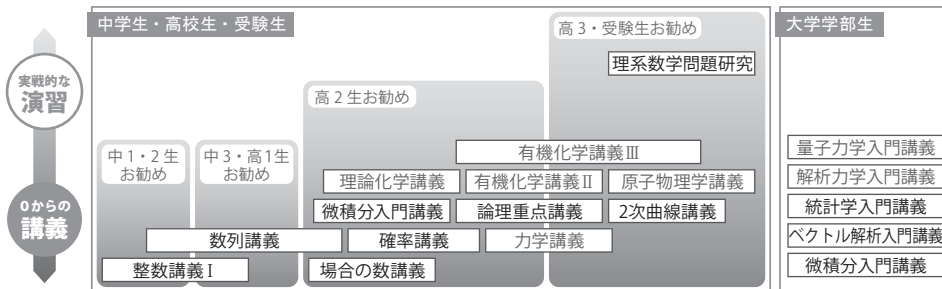 中学生・高校生・受験生
大学学部生
高3・受験生お勧め
理系数学問題研究
実戦的な
演習
高2生お勧め
中1・2生
お勧め
中3・高1生
お勧め
有機化学講義Ⅲ
理論化学講義
有機化学講義Ⅱ
原子物理学講義
0からの
講義
微積分入門講義
論理重点講義
2次曲線講義
数列講義
確率講義
力学講義
整数講義Ⅰ
場合の数講義
量子力学入門講義
解析力学入門講義
統計学入門講義
ベクトル解析入門講義
微積分入門講義